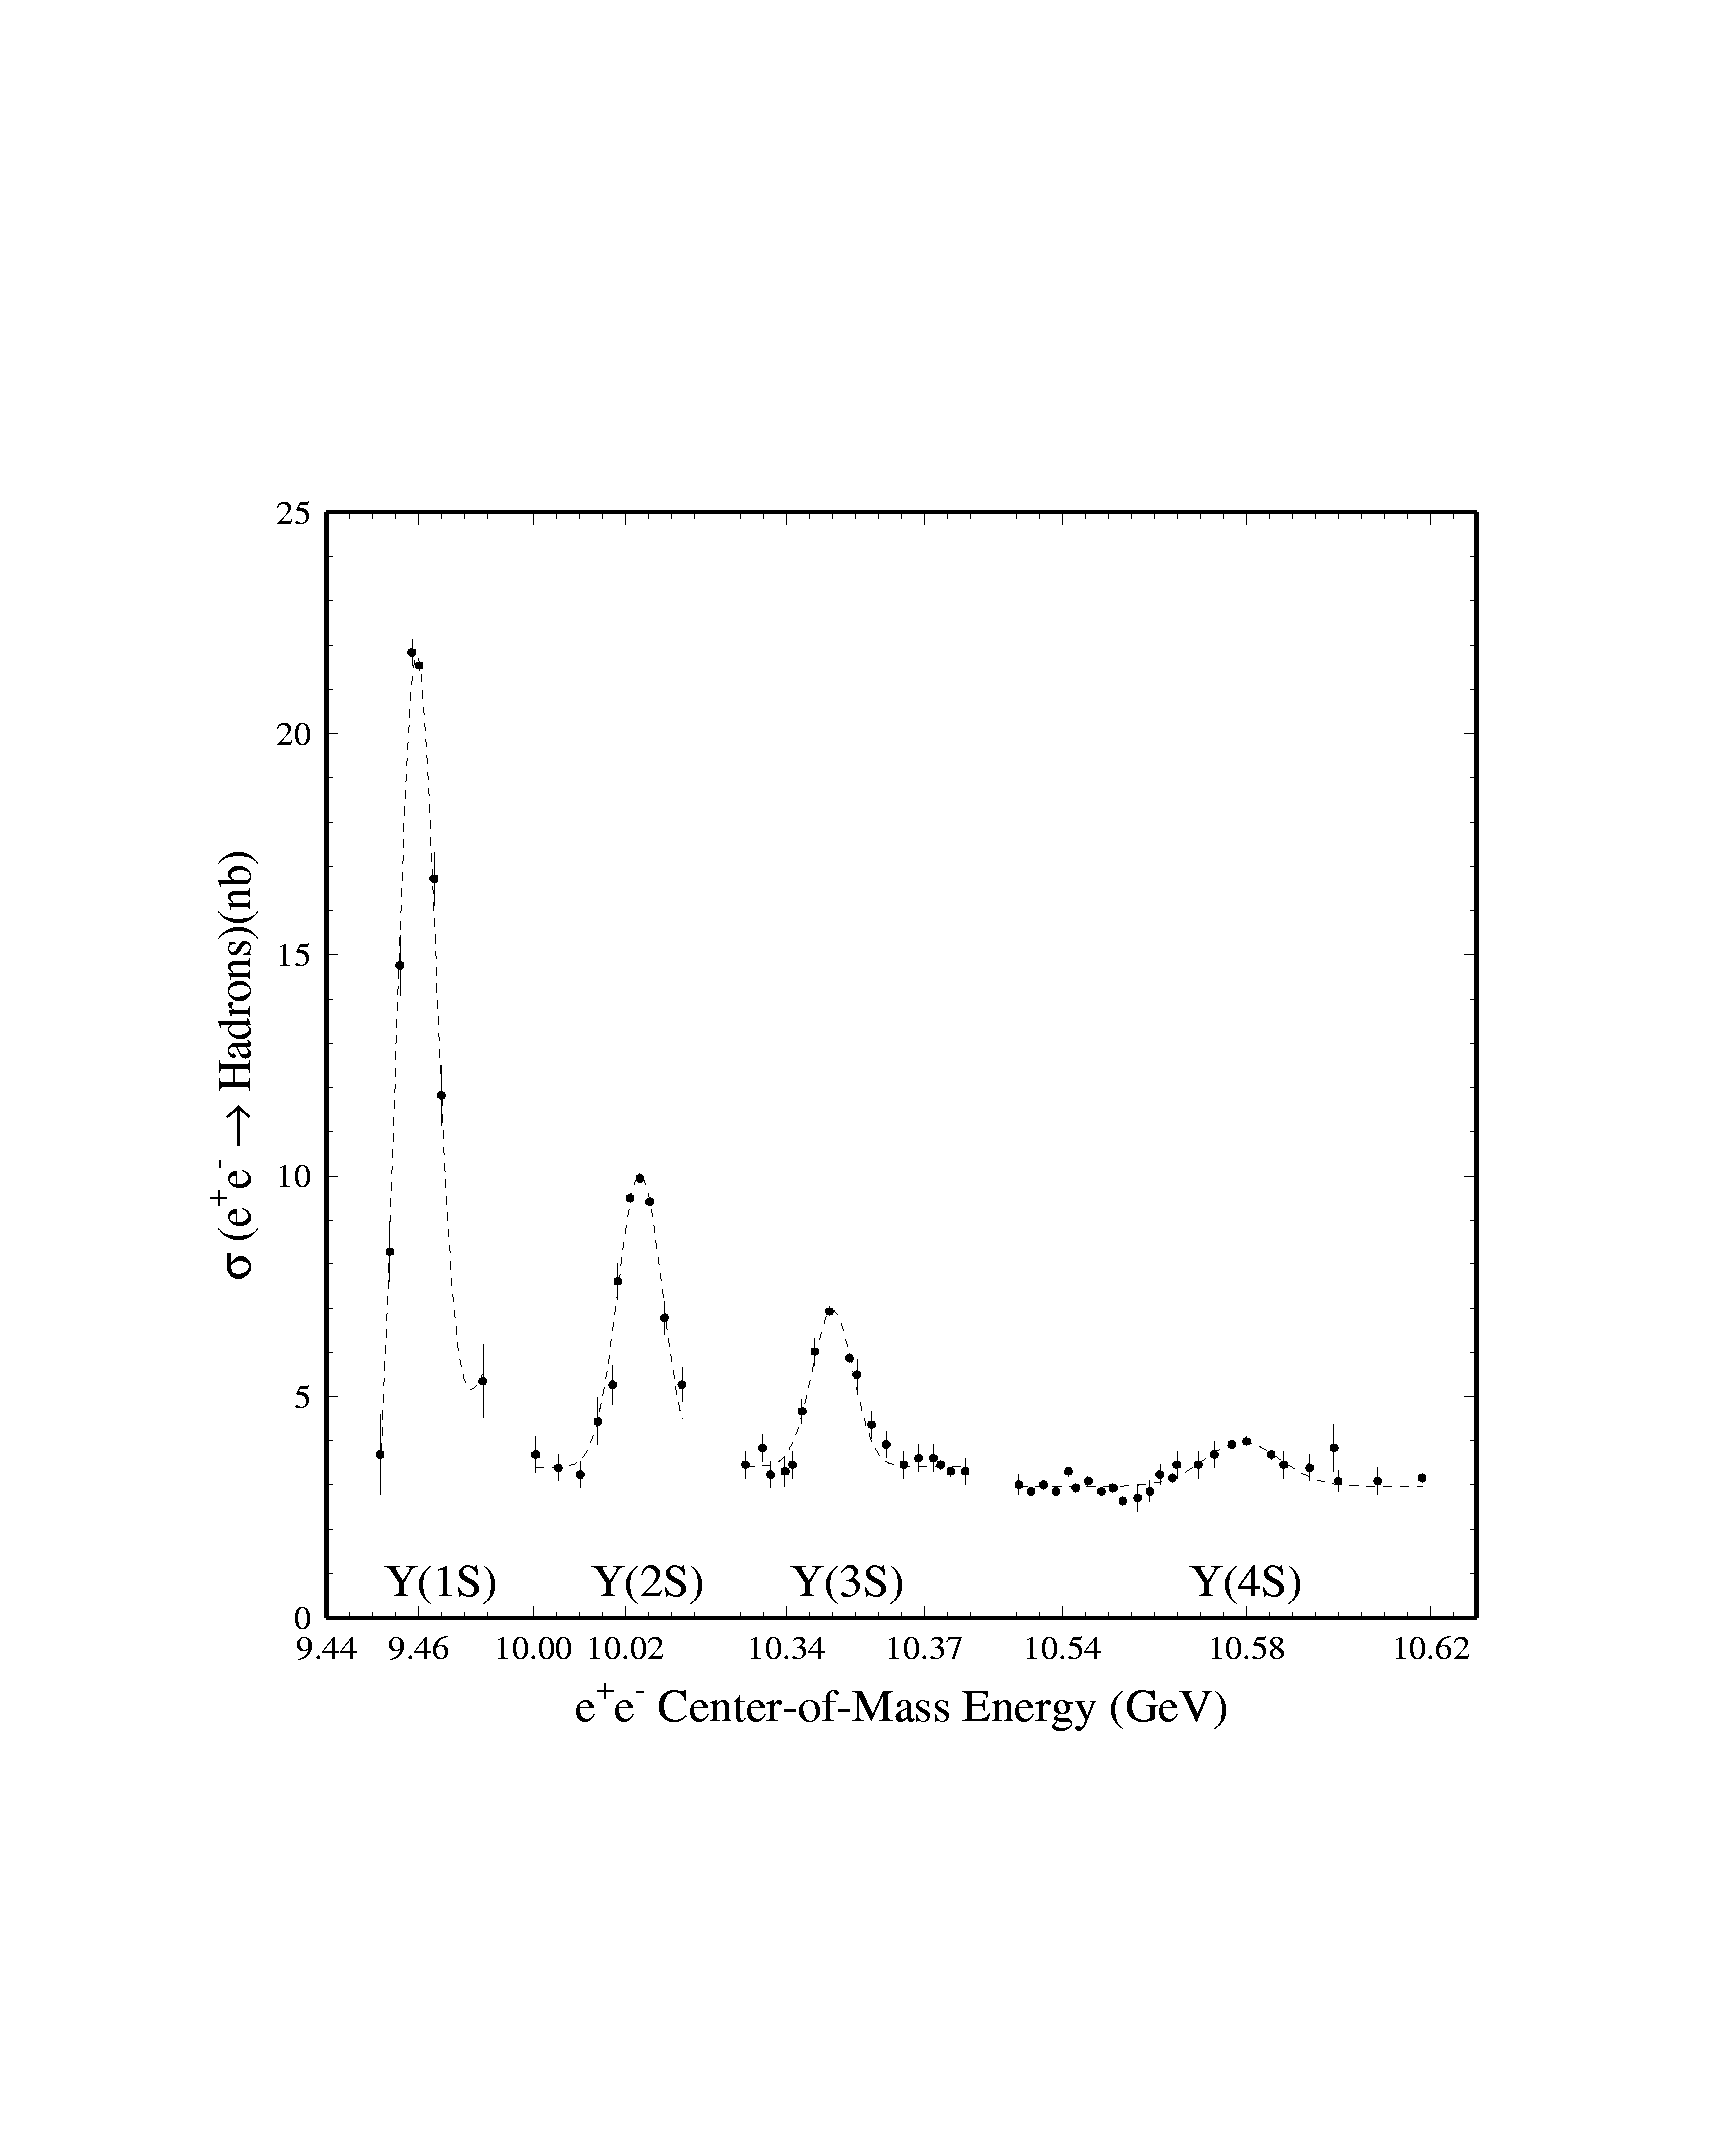 25
20
15
10
5
0
σ (e⁺e⁻ → Hadrons)(nb)
Υ(1S) Υ(2S) Υ(3S) Υ(4S)
9.44 9.46 10.00 10.02 10.34 10.37 10.54 10.58 10.62
e⁺e⁻ Center-of-Mass Energy (GeV)